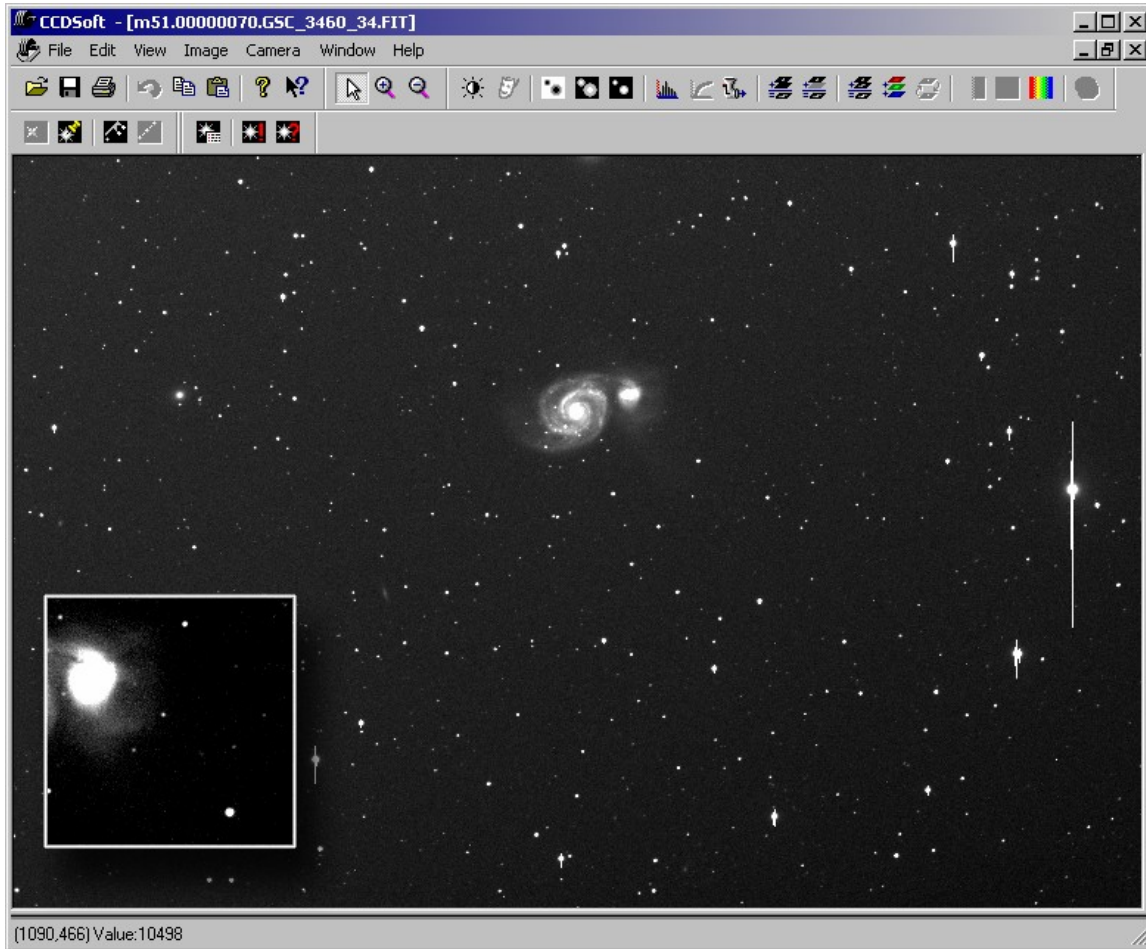 CCDSoft - [m51.00000070.GSC_3460_34.FIT]
File Edit View Image Camera Window Help
(1090,466) Value:10498